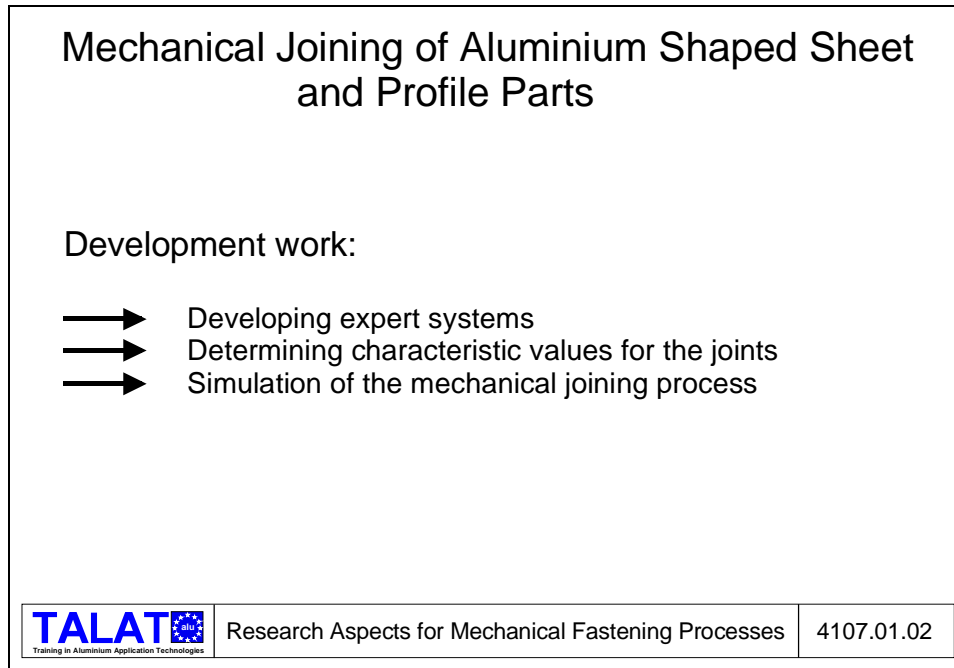 Mechanical Joining of Aluminium Shaped Sheet
and Profile Parts
Development work:
Developing expert systems
Determining characteristic values for the joints
Simulation of the mechanical joining process
TALAT
alu
Training in Aluminium Application Technologies
Research Aspects for Mechanical Fastening Processes
4107.01.02